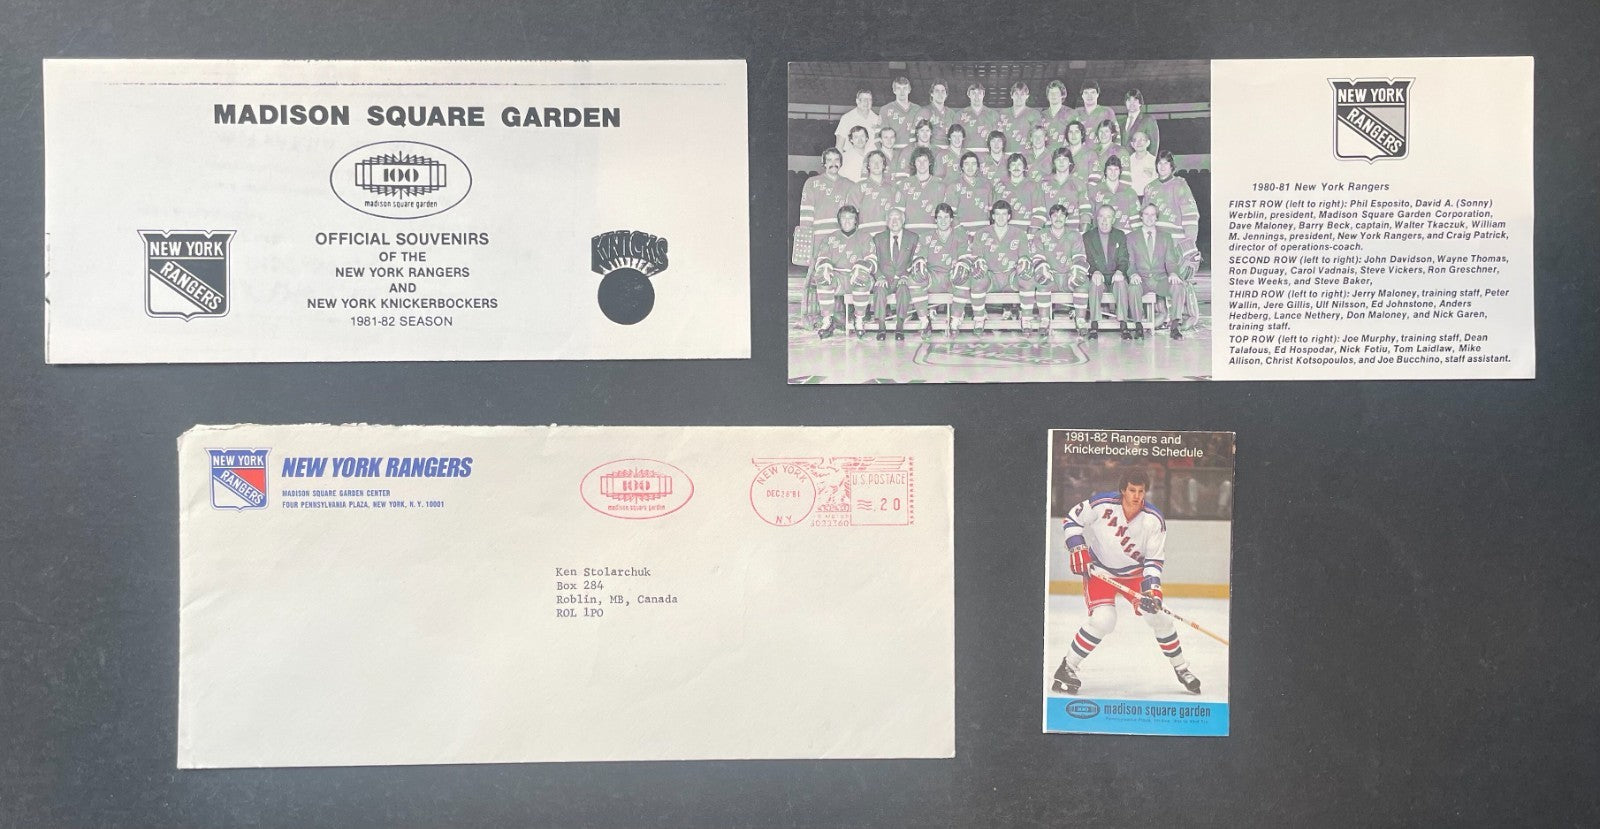 MADISON SQUARE GARDEN
100
madison square garden
OFFICIAL SOUVENIRS
OF THE
NEW YORK RANGERS
AND
NEW YORK KNICKERBOCKERS
1981-82 SEASON
NEW YORK
RANGERS
KNICKS
NEW YORK
RANGERS
1980-81 New York Rangers
FIRST ROW (left to right): Phil Esposito, David A. (Sonny)
Werblin, president, Madison Square Garden Corporation,
Dave Maloney, Barry Beck, captain, Walter Tkaczuk, William
M. Jennings, president, New York Rangers, and Craig Patrick,
director of operations-coach.
SECOND ROW (left to right): John Davidson, Wayne Thomas,
Ron Duguay, Carol Vadnais, Steve Vickers, Ron Greschner,
Steve Weeks, and Steve Baker,
THIRD ROW (left to right): Jerry Maloney, training staff, Peter
Wallin, Jere Gillis, Ulf Nilsson, Ed Johnstone, Anders
Hedberg, Lance Nethery, Don Maloney, and Nick Garen,
training staff.
TOP ROW (left to right): Joe Murphy, training staff, Dean
Talafous, Ed Hospodar, Nick Fotiu, Tom Laidlaw, Mike
Allison, Christ Kotsopoulos, and Joe Bucchino, staff assistant.
NEW YORK
RANGERS
NEW YORK RANGERS
MADISON SQUARE GARDEN CENTER
FOUR PENNSYLVANIA PLAZA, NEW YORK, N.Y. 10001
100
madison square garden
NEW YORK
DEC 28 '81
N.Y.
U.S. POSTAGE
.20
Ken Stolarchuk
Box 284
Roblin, MB, Canada
ROL 1PO
1981-82 Rangers and
Knickerbockers Schedule
RANGERS
100
madison square garden